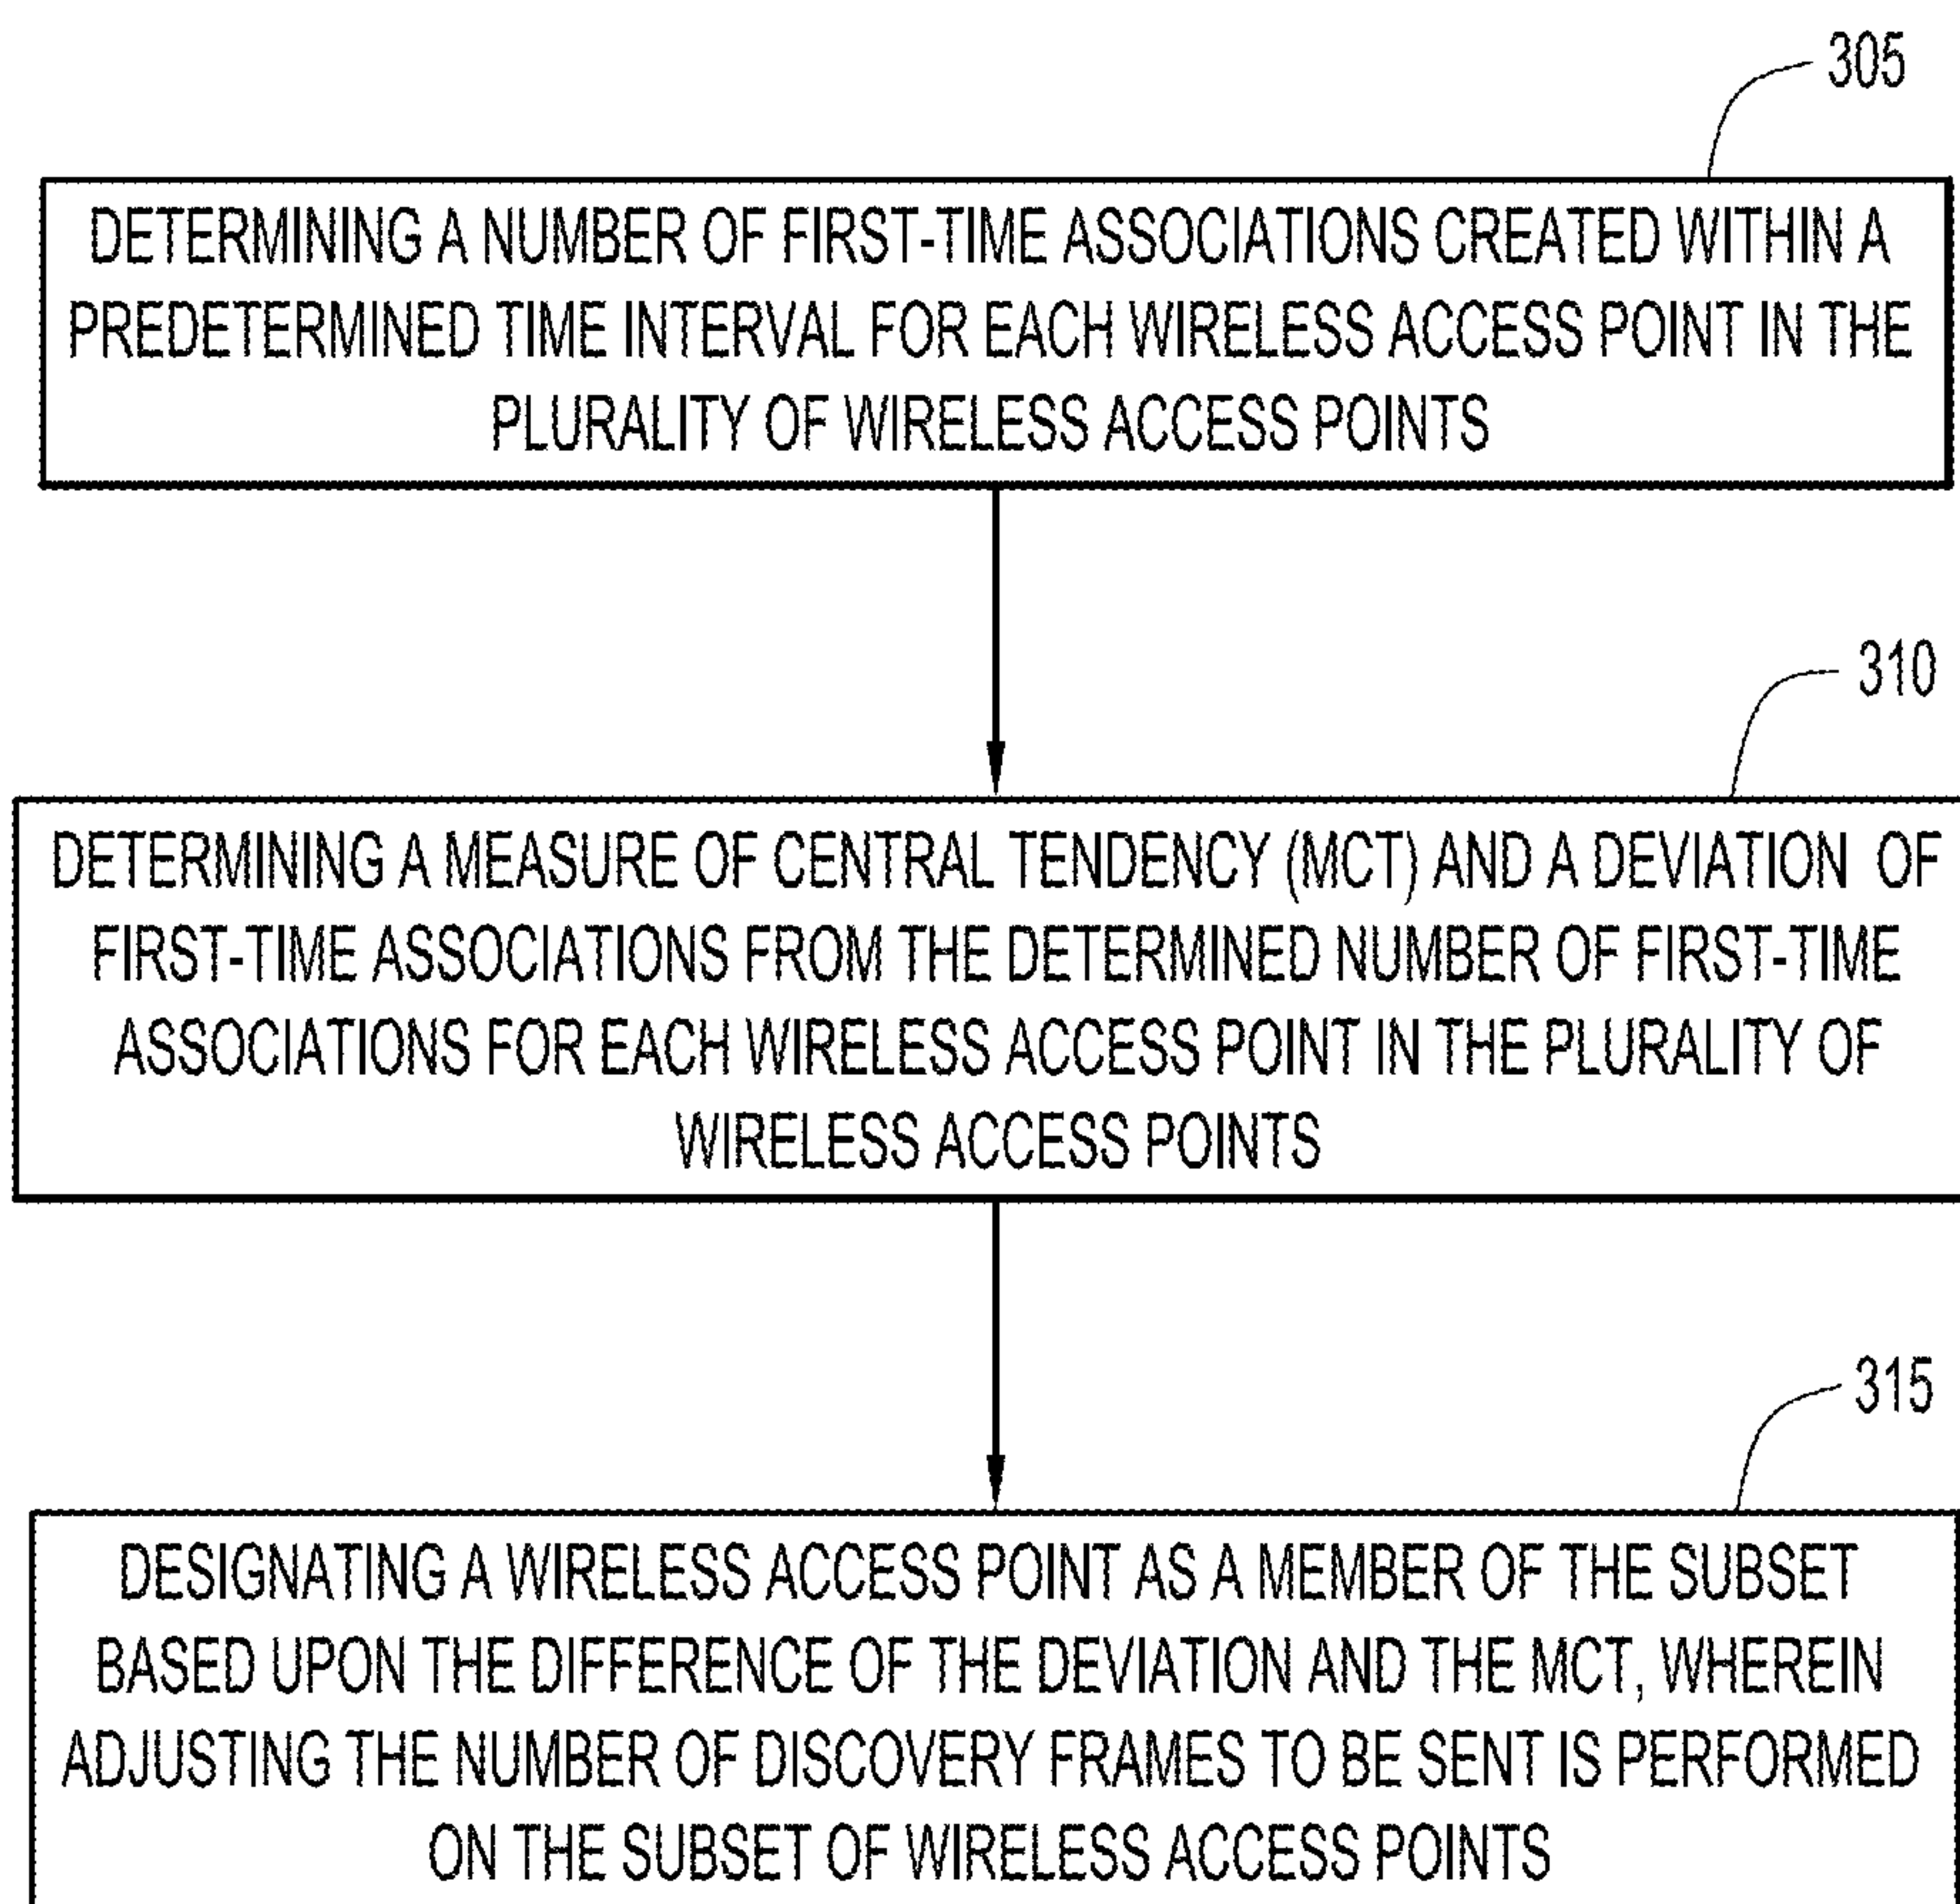 305
DETERMINING A NUMBER OF FIRST-TIME ASSOCIATIONS CREATED WITHIN A
PREDETERMINED TIME INTERVAL FOR EACH WIRELESS ACCESS POINT IN THE
PLURALITY OF WIRELESS ACCESS POINTS
310
DETERMINING A MEASURE OF CENTRAL TENDENCY (MCT) AND A DEVIATION OF
FIRST-TIME ASSOCIATIONS FROM THE DETERMINED NUMBER OF FIRST-TIME
ASSOCIATIONS FOR EACH WIRELESS ACCESS POINT IN THE PLURALITY OF
WIRELESS ACCESS POINTS
315
DESIGNATING A WIRELESS ACCESS POINT AS A MEMBER OF THE SUBSET
BASED UPON THE DIFFERENCE OF THE DEVIATION AND THE MCT, WHEREIN
ADJUSTING THE NUMBER OF DISCOVERY FRAMES TO BE SENT IS PERFORMED
ON THE SUBSET OF WIRELESS ACCESS POINTS